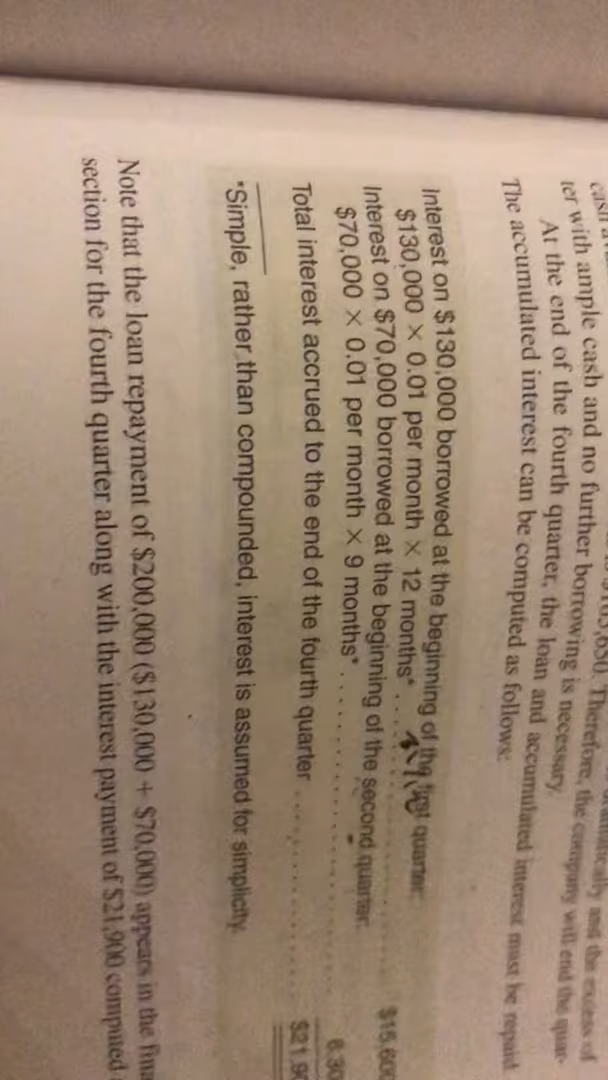 ter with ample cash and no further borrowing is necessary.
At the end of the fourth quarter, the loan and accumulated interest must be repaid
The accumulated interest can be computed as follows:
Interest on $130,000 borrowed at the beginning of the first quarter:
$130,000 × 0.01 per month × 12 months* . . . . . . . . . . $15,600
Interest on $70,000 borrowed at the beginning of the second quarter:
$70,000 × 0.01 per month × 9 months* . . . . . . . . . . . . 6,30
Total interest accrued to the end of the fourth quarter . . . . . . . . . . . $21,90
*Simple, rather than compounded, interest is assumed for simplicity.
Note that the loan repayment of $200,000 ($130,000 + $70,000) appears in the fina
section for the fourth quarter along with the interest payment of $21,900 computed